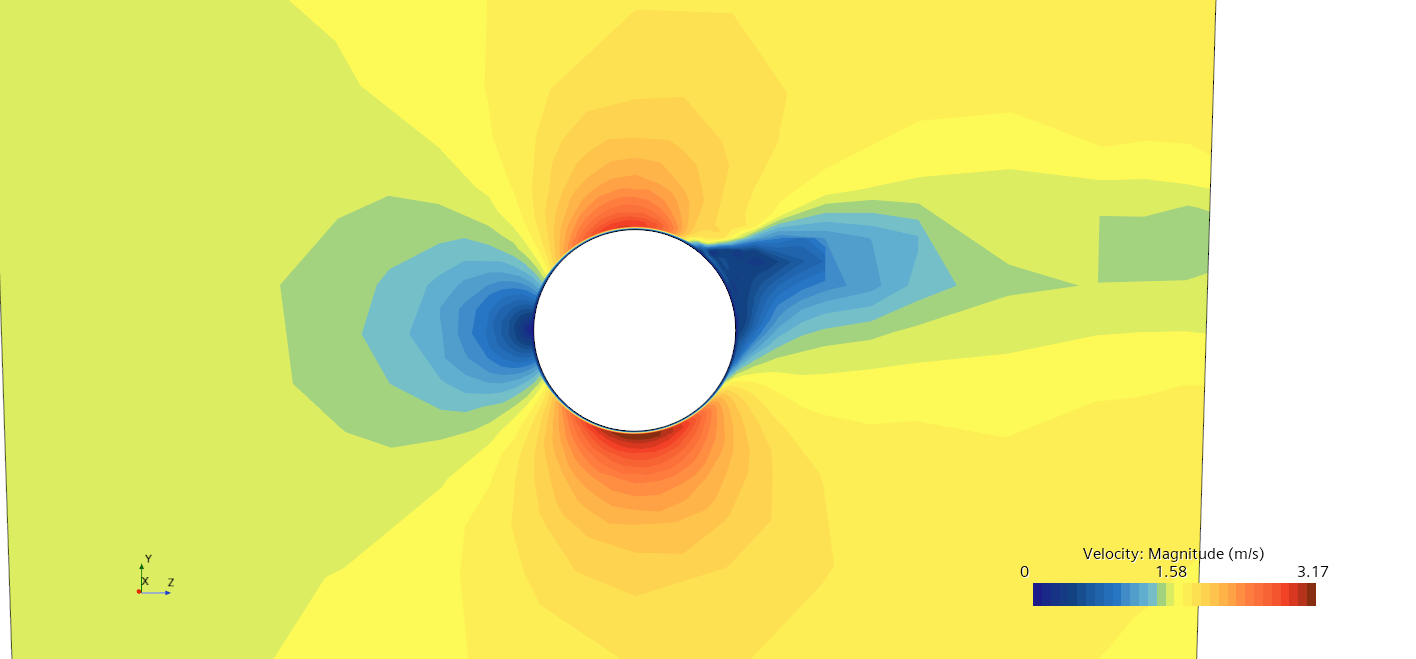 Y
X Z
Velocity: Magnitude (m/s)
0 1.58 3.17